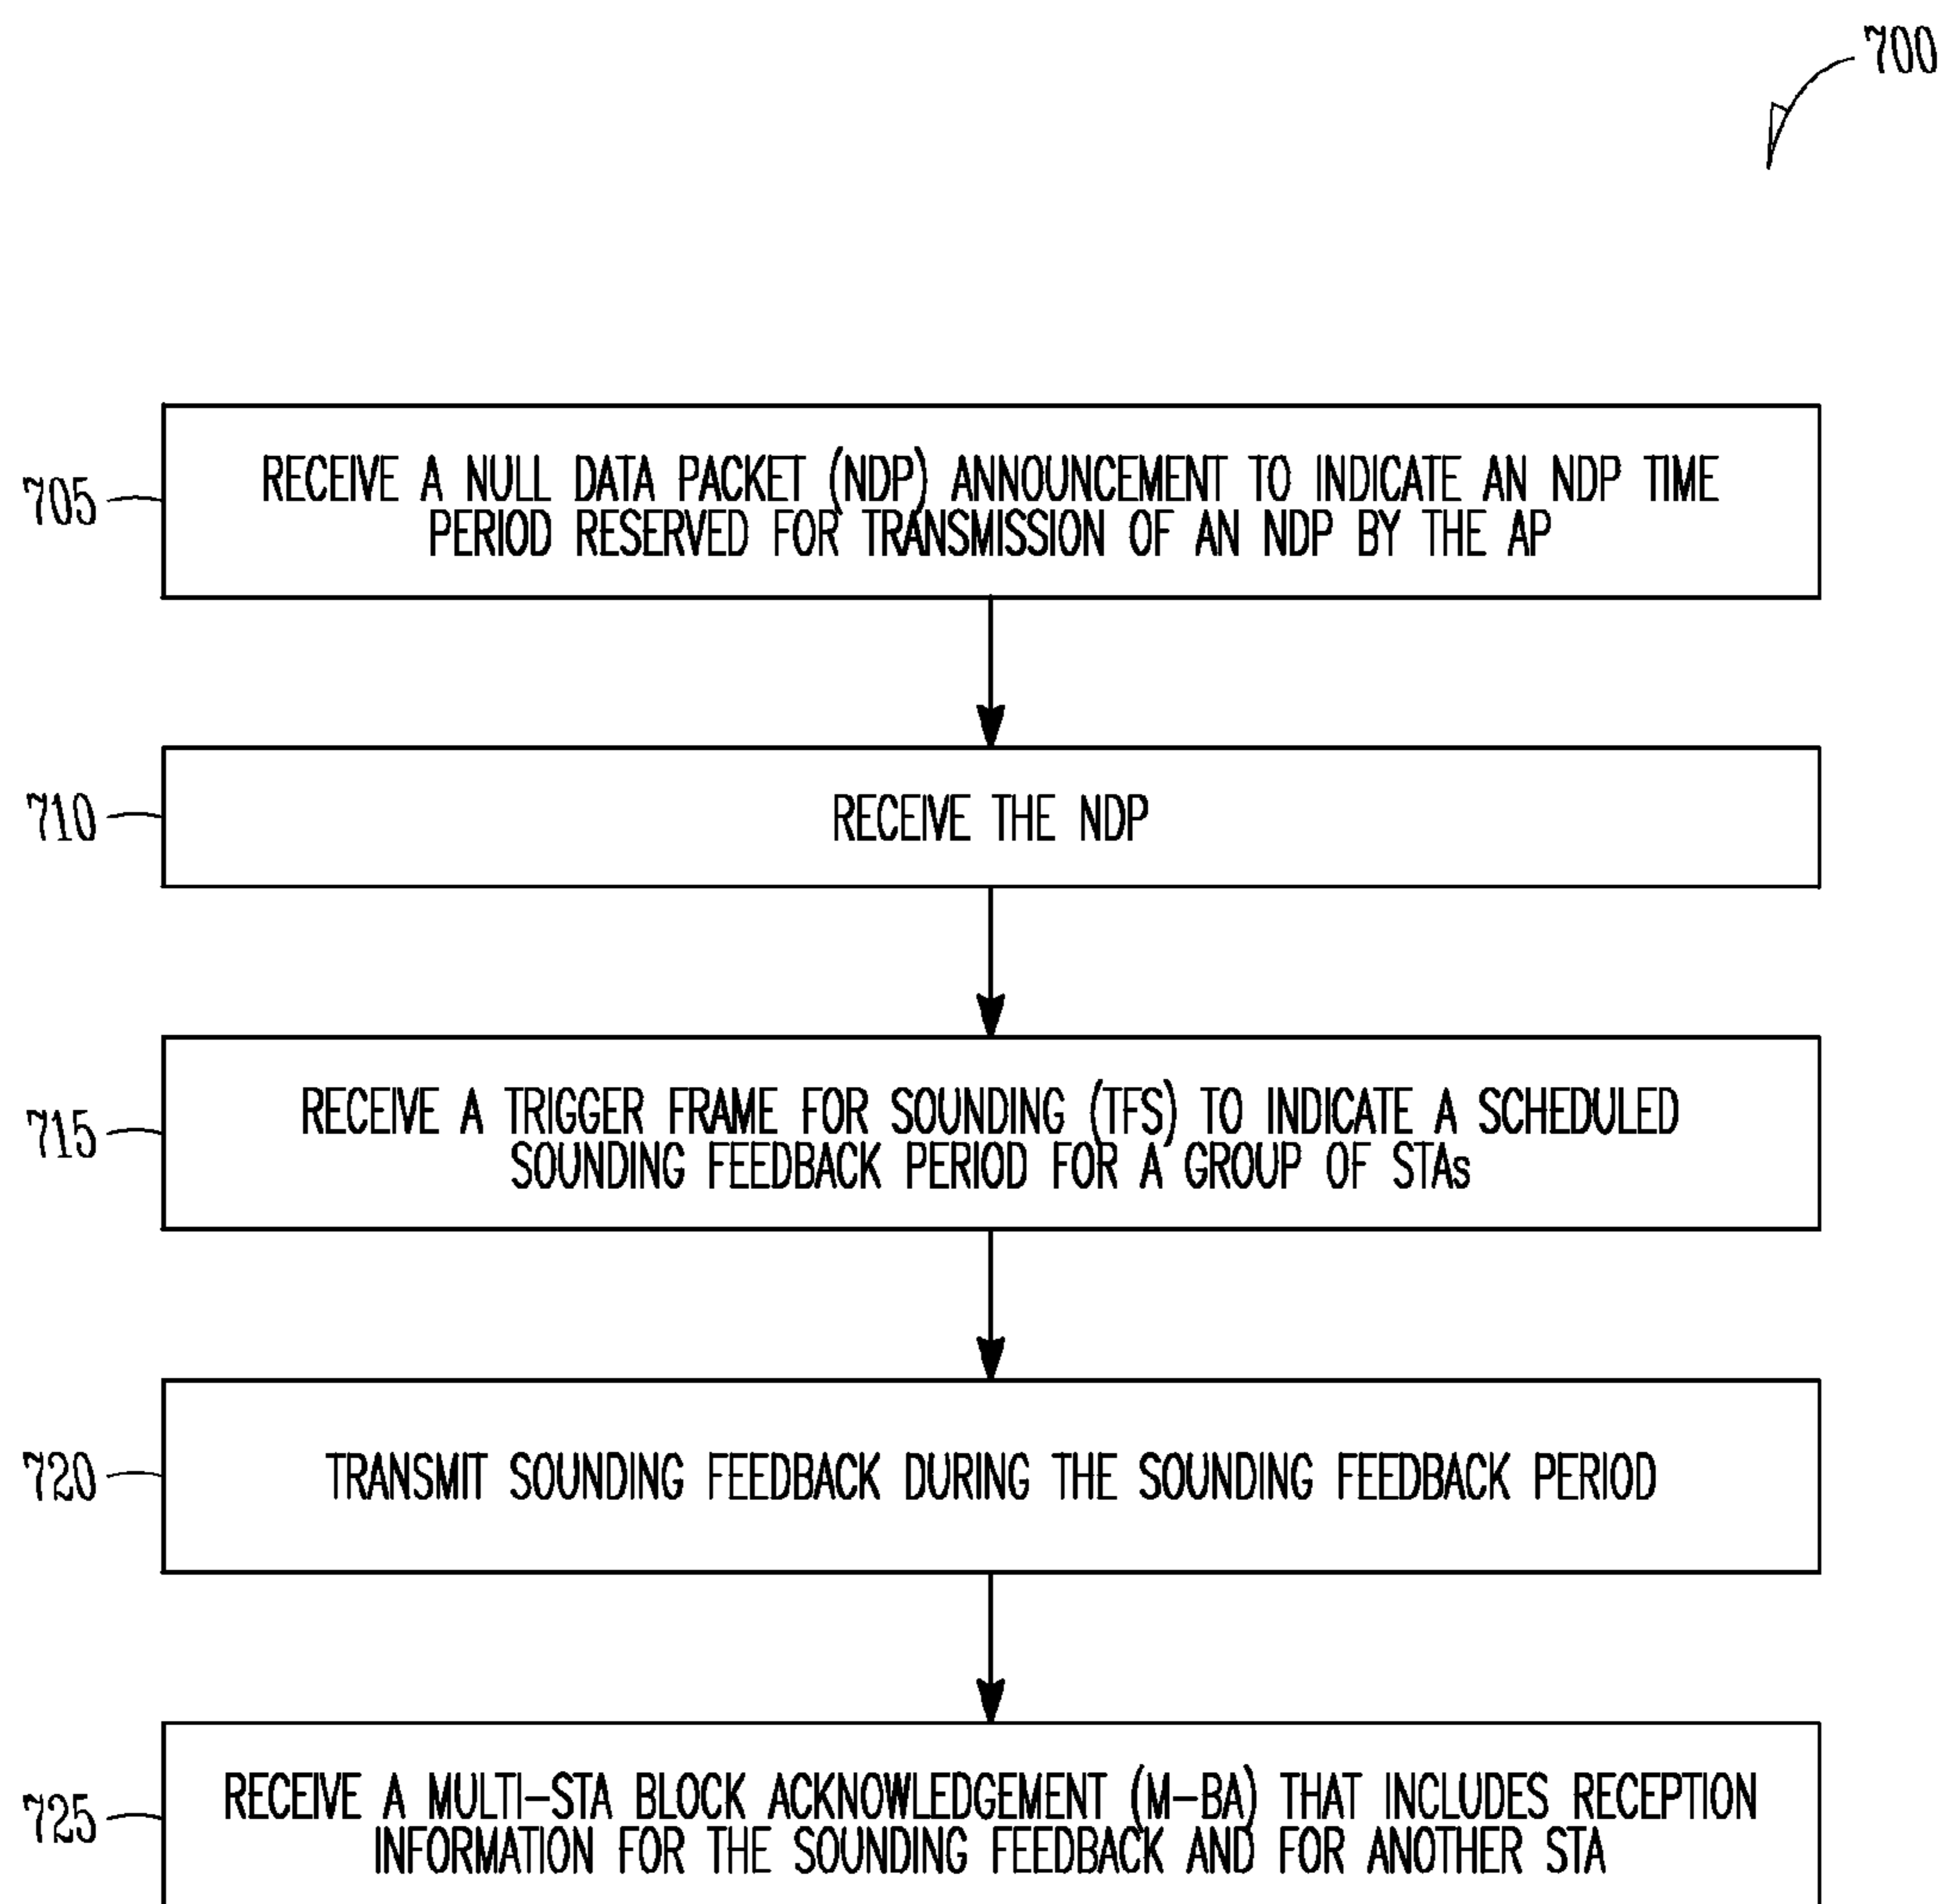 700
705
RECEIVE A NULL DATA PACKET (NDP) ANNOUNCEMENT TO INDICATE AN NDP TIME
PERIOD RESERVED FOR TRANSMISSION OF AN NDP BY THE AP
710
RECEIVE THE NDP
715
RECEIVE A TRIGGER FRAME FOR SOUNDING (TFS) TO INDICATE A SCHEDULED
SOUNDING FEEDBACK PERIOD FOR A GROUP OF STAs
720
TRANSMIT SOUNDING FEEDBACK DURING THE SOUNDING FEEDBACK PERIOD
725
RECEIVE A MULTI-STA BLOCK ACKNOWLEDGEMENT (M-BA) THAT INCLUDES RECEPTION
INFORMATION FOR THE SOUNDING FEEDBACK AND FOR ANOTHER STA